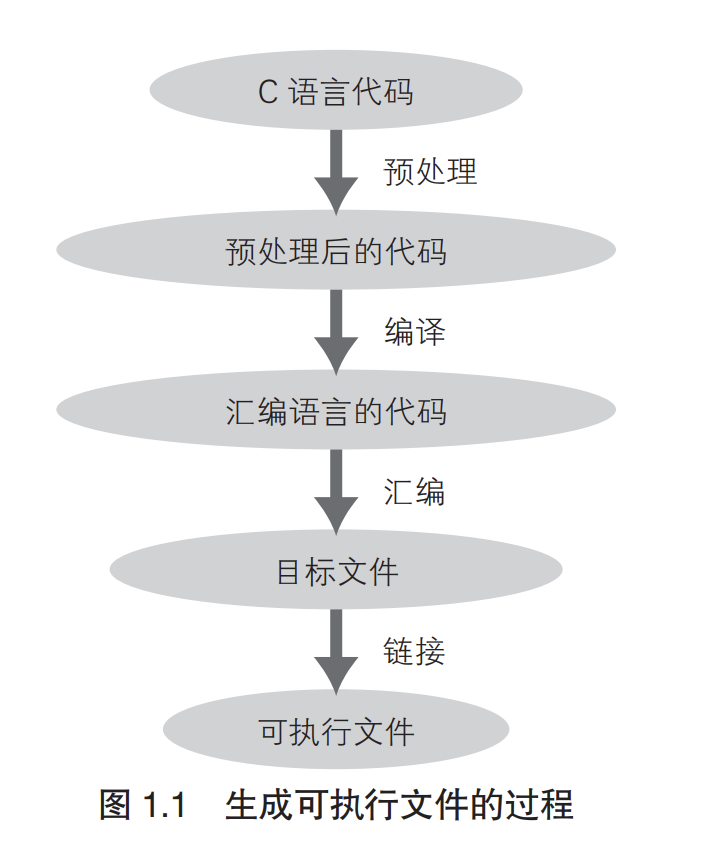 C 语言代码
预处理
预处理后的代码
编译
汇编语言的代码
汇编
目标文件
链接
可执行文件
图 1.1　生成可执行文件的过程